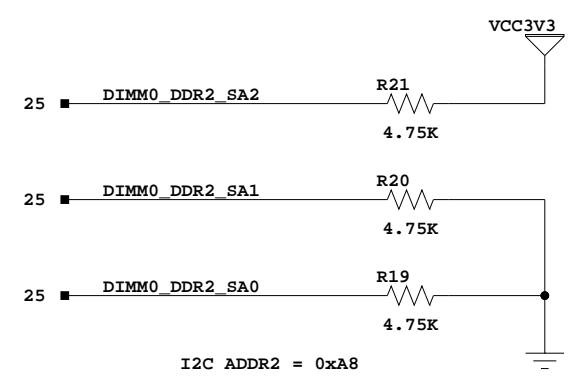 VCC3V3
25 DIMM0_DDR2_SA2 R21
4.75K
25 DIMM0_DDR2_SA1 R20
4.75K
25 DIMM0_DDR2_SA0 R19
4.75K
I2C ADDR2 = 0xA8